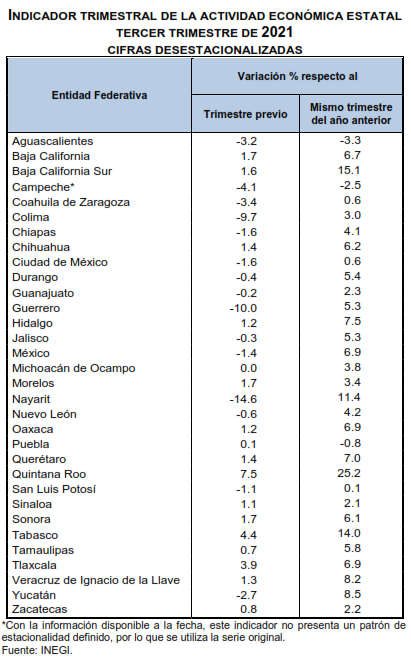 INDICADOR TRIMESTRAL DE LA ACTIVIDAD ECONÓMICA ESTATAL
TERCER TRIMESTRE DE 2021
CIFRAS DESESTACIONALIZADAS
Entidad Federativa
Variación % respecto al
Trimestre previo
Mismo trimestre
del año anterior
Aguascalientes -3.2 -3.3
Baja California 1.7 6.7
Baja California Sur 1.6 15.1
Campeche* -4.1 -2.5
Coahuila de Zaragoza -3.4 0.6
Colima -9.7 3.0
Chiapas -1.6 4.1
Chihuahua 1.4 6.2
Ciudad de México -1.6 0.6
Durango -0.4 5.4
Guanajuato -0.2 2.3
Guerrero -10.0 5.3
Hidalgo 1.2 7.5
Jalisco -0.3 5.3
México -1.4 6.9
Michoacán de Ocampo 0.0 3.8
Morelos 1.7 3.4
Nayarit -14.6 11.4
Nuevo León -0.6 4.2
Oaxaca 1.2 6.9
Puebla 0.1 -0.8
Querétaro 1.4 7.0
Quintana Roo 7.5 25.2
San Luis Potosí -1.1 0.1
Sinaloa 1.1 2.1
Sonora 1.7 6.1
Tabasco 4.4 14.0
Tamaulipas 0.7 5.8
Tlaxcala 3.9 6.9
Veracruz de Ignacio de la Llave 1.3 8.2
Yucatán -2.7 8.5
Zacatecas 0.8 2.2
*Con la información disponible a la fecha, este indicador no presenta un patrón de
estacionalidad definido, por lo que se utiliza la serie original.
Fuente: INEGI.